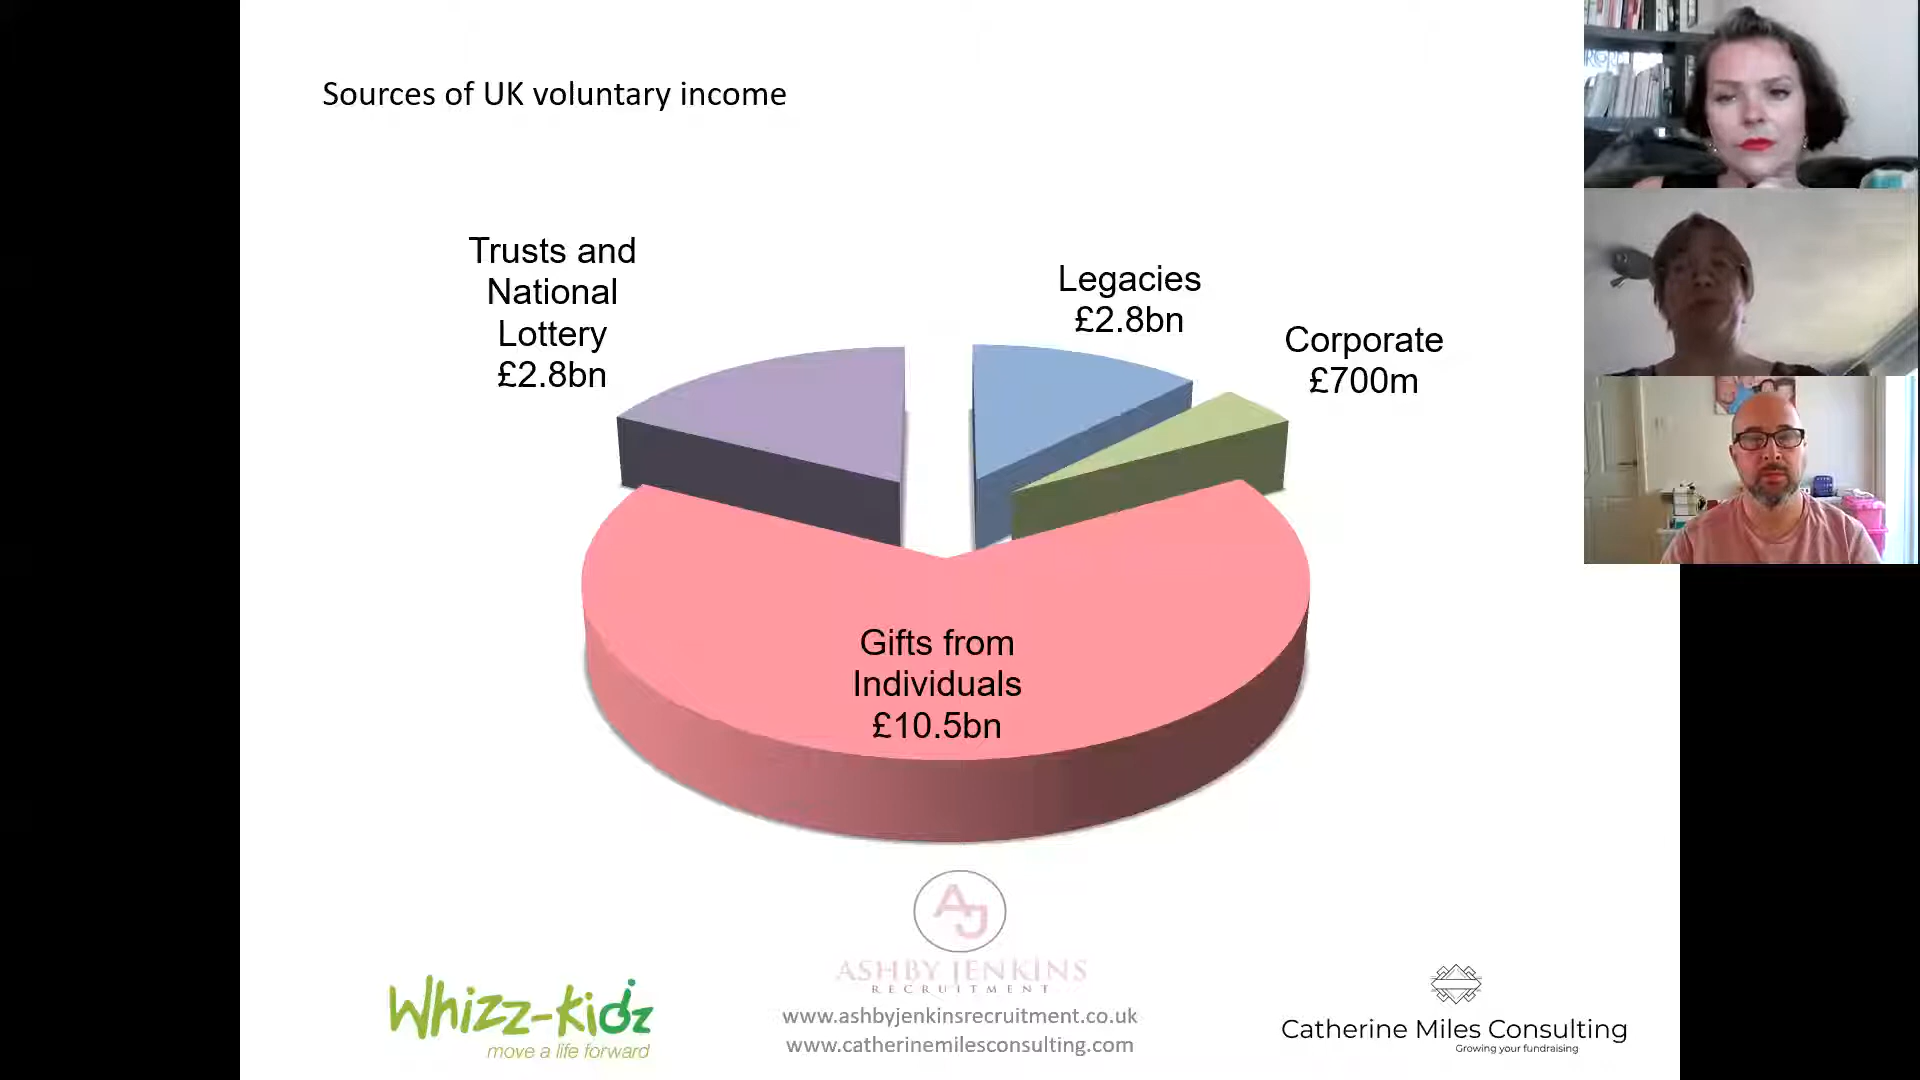 Sources of UK voluntary income
Trusts and
National
Lottery
£2.8bn
Legacies
£2.8bn
Corporate
£700m
Gifts from
Individuals
£10.5bn
AJ
ASHBY JENKINS
RECRUITMENT
www.ashbyjenkinsrecruitment.co.uk
www.catherinemilesconsulting.com
Whizz-kidz
move a life forward
Catherine Miles Consulting
Growing your fundraising